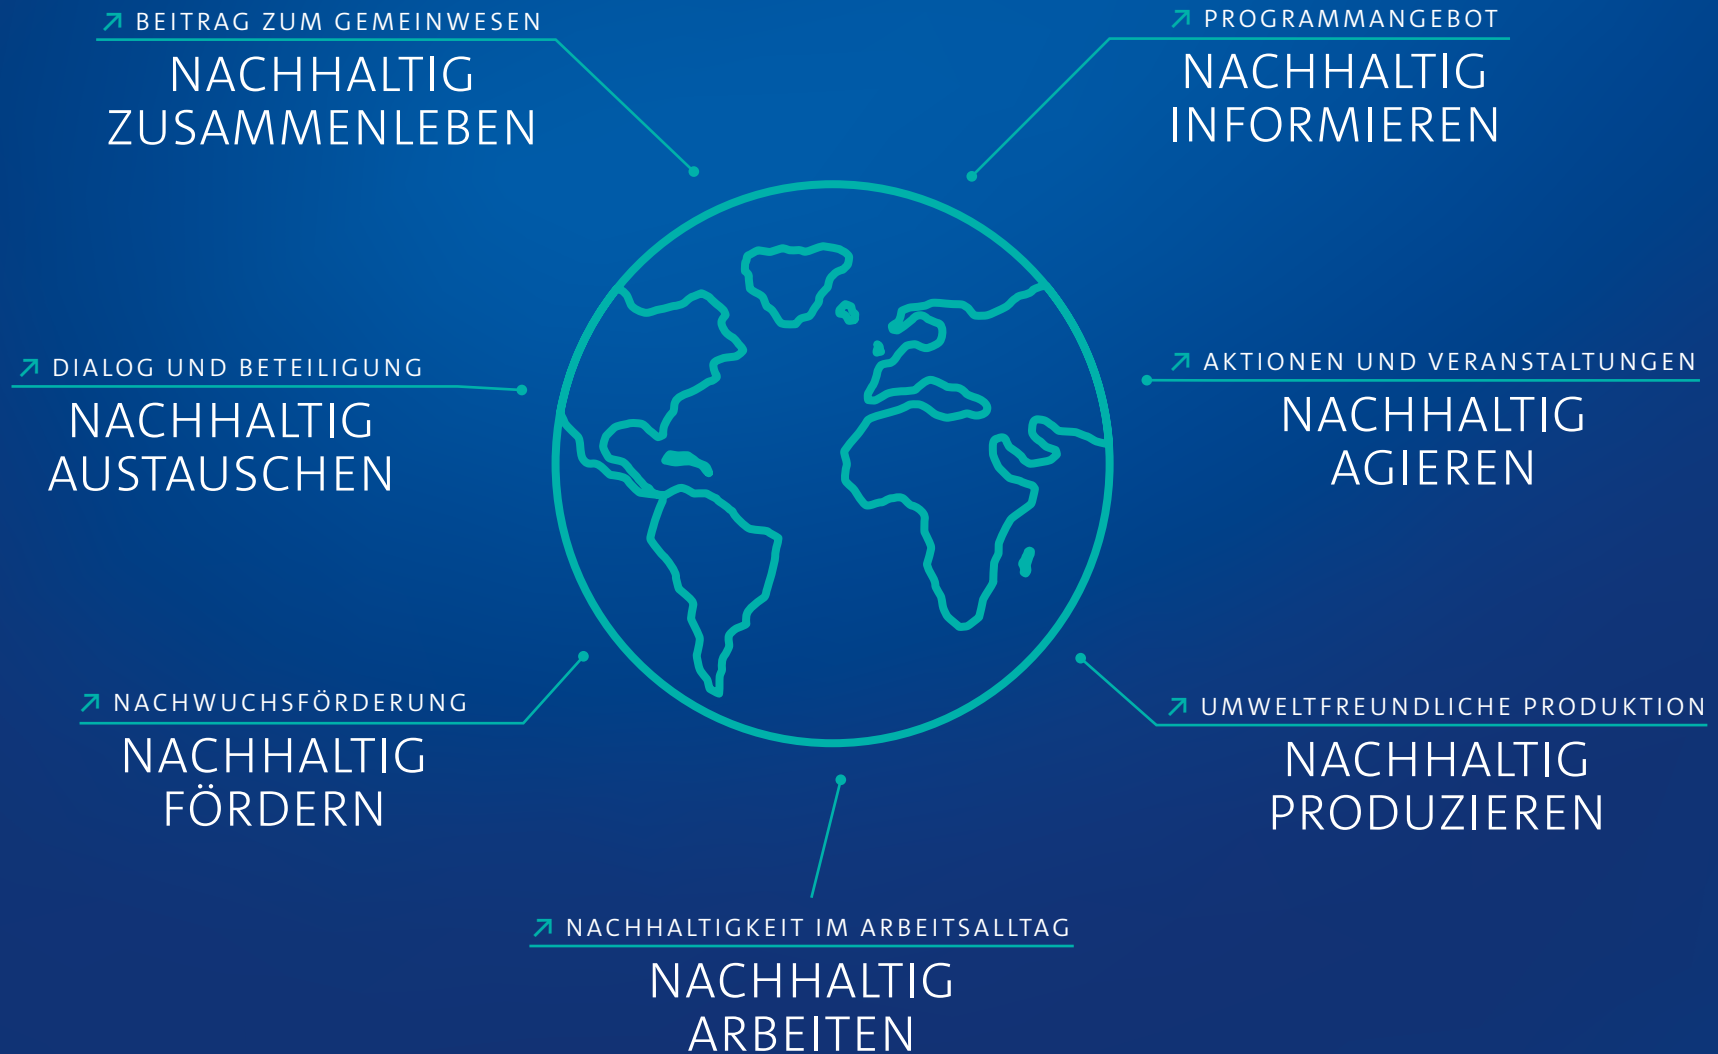 BEITRAG ZUM GEMEINWESEN
NACHHALTIG
ZUSAMMENLEBEN
PROGRAMMANGEBOT
NACHHALTIG
INFORMIEREN
DIALOG UND BETEILIGUNG
NACHHALTIG
AUSTAUSCHEN
AKTIONEN UND VERANSTALTUNGEN
NACHHALTIG
AGIEREN
NACHWUCHSFÖRDERUNG
NACHHALTIG
FÖRDERN
UMWELTFREUNDLICHE PRODUKTION
NACHHALTIG
PRODUZIEREN
NACHHALTIGKEIT IM ARBEITSALLTAG
NACHHALTIG
ARBEITEN